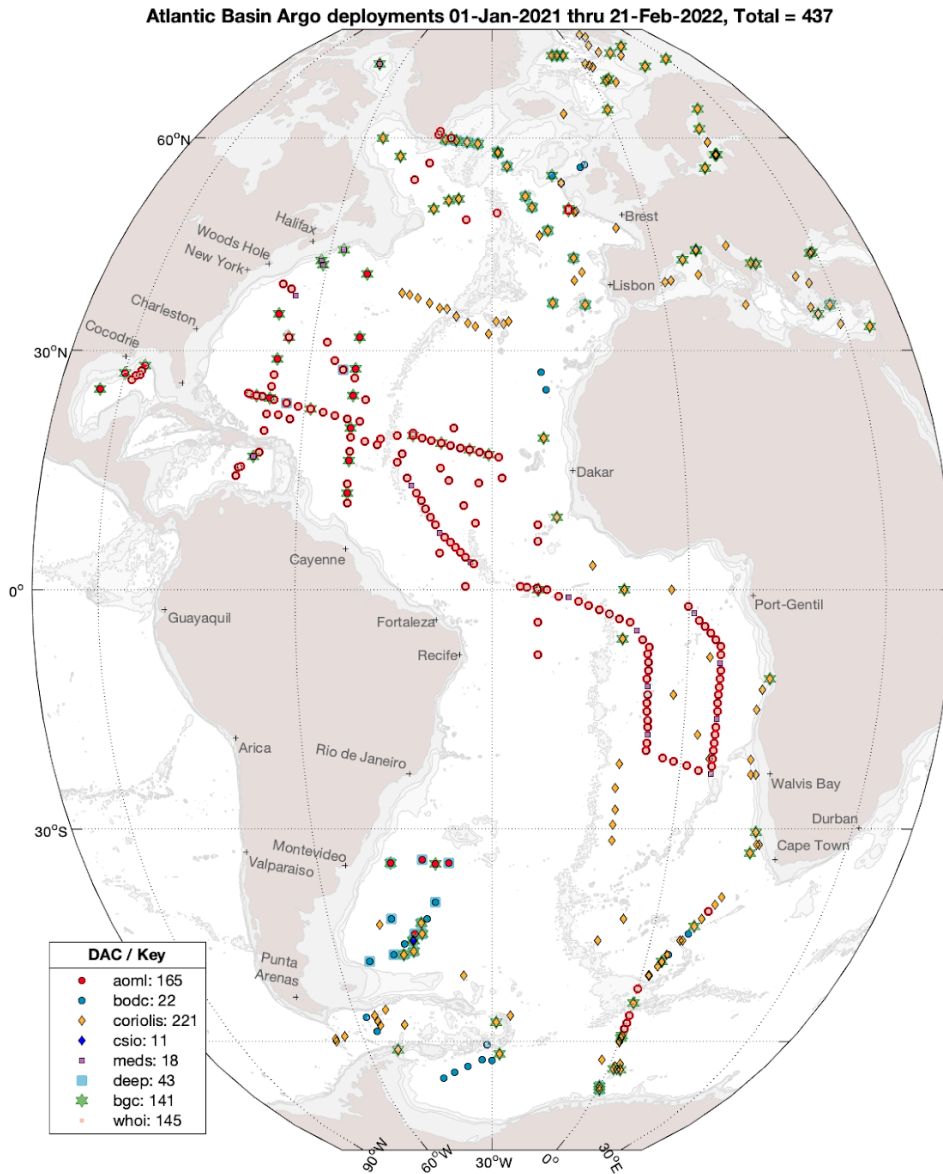 Atlantic Basin Argo deployments 01-Jan-2021 thru 21-Feb-2022, Total = 437
60°N
Brest
Halifax
Woods Hole
New York
Lisbon
Charleston
Cocodrie
30°N
Dakar
Cayenne
0°
Port-Gentil
Guayaquil
Fortaleza
Recife
Arica
Rio de Janeiro
Walvis Bay
Durban
30°S
Cape Town
Montevideo
Valparaiso
DAC / Key
Punta
Arenas
aoml: 165
bodc: 22
coriolis: 221
csio: 11
meds: 18
deep: 43
bgc: 141
whoi: 145
90°W
60°W
30°W
0°
30°E